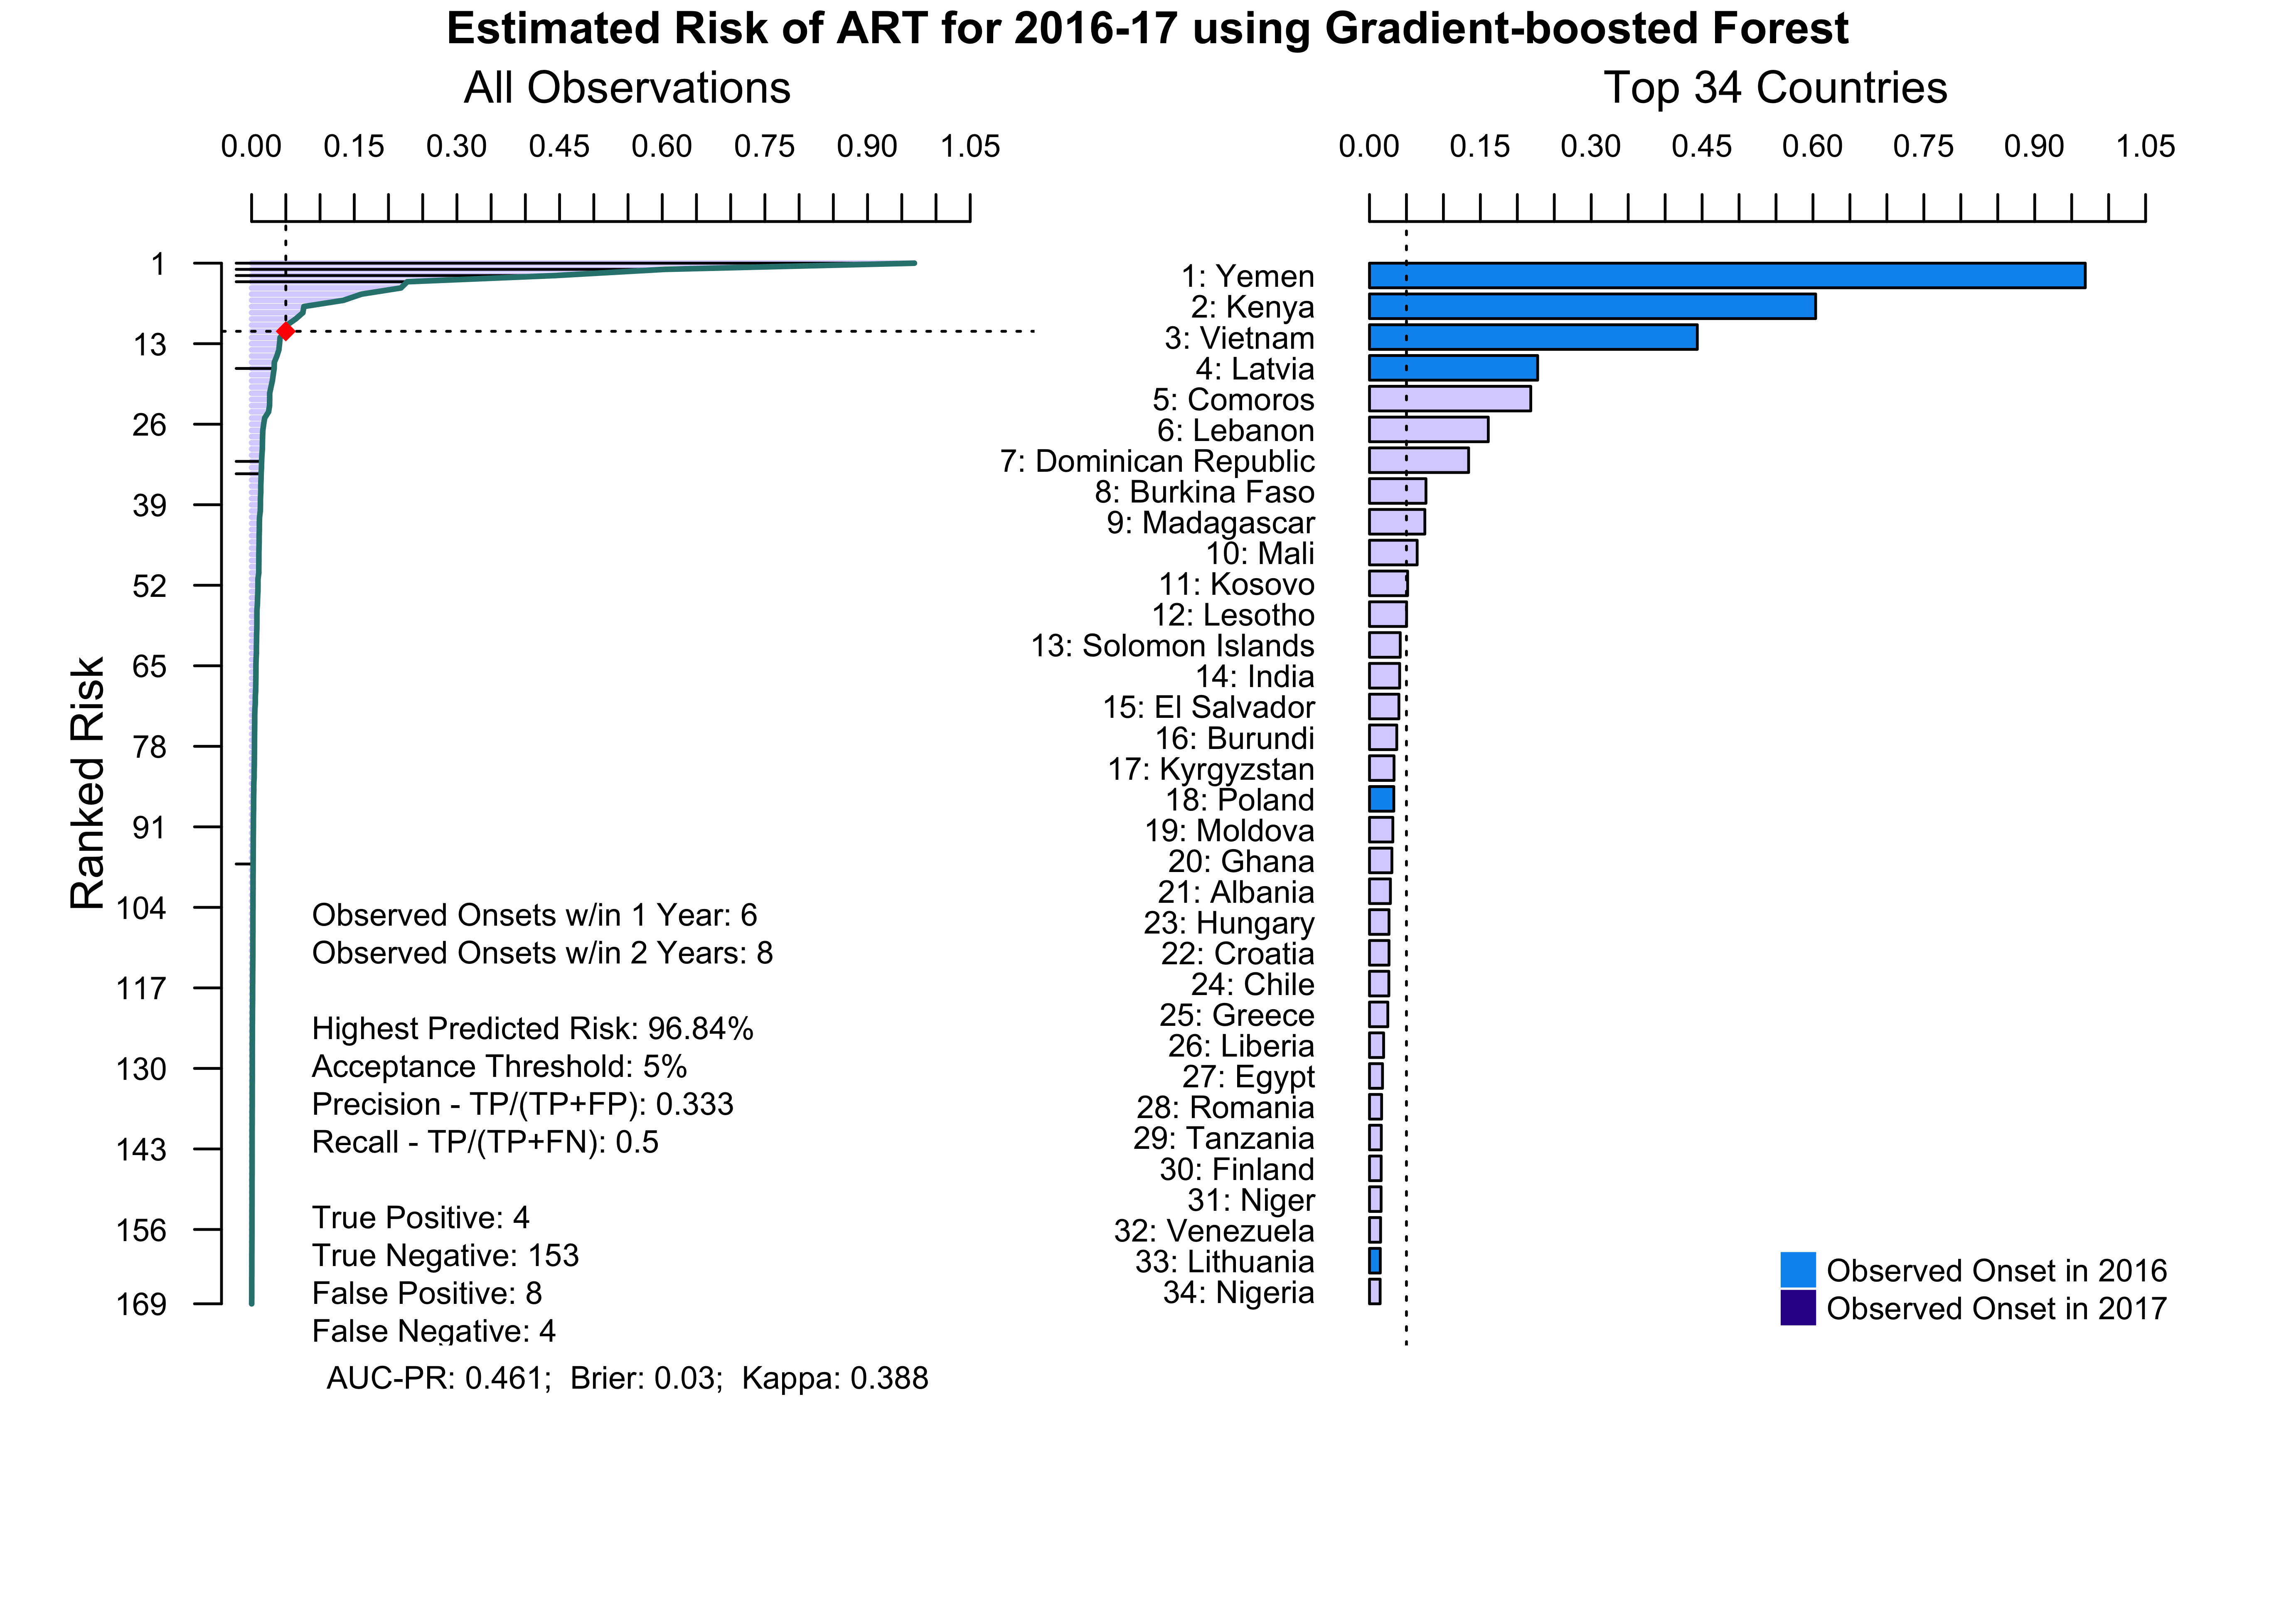 Estimated Risk of ART for 2016-17 using Gradient-boosted Forest
All Observations
0.00 0.15 0.30 0.45 0.60 0.75 0.90 1.05
Ranked Risk
1
13
26
39
52
65
78
91
104
117
130
143
156
169
Observed Onsets w/in 1 Year: 6
Observed Onsets w/in 2 Years: 8
Highest Predicted Risk: 96.84%
Acceptance Threshold: 5%
Precision - TP/(TP+FP): 0.333
Recall - TP/(TP+FN): 0.5
True Positive: 4
True Negative: 153
False Positive: 8
False Negative: 4
AUC-PR: 0.461; Brier: 0.03; Kappa: 0.388
Top 34 Countries
0.00 0.15 0.30 0.45 0.60 0.75 0.90 1.05
1: Yemen
2: Kenya
3: Vietnam
4: Latvia
5: Comoros
6: Lebanon
7: Dominican Republic
8: Burkina Faso
9: Madagascar
10: Mali
11: Kosovo
12: Lesotho
13: Solomon Islands
14: India
15: El Salvador
16: Burundi
17: Kyrgyzstan
18: Poland
19: Moldova
20: Ghana
21: Albania
23: Hungary
22: Croatia
24: Chile
25: Greece
26: Liberia
27: Egypt
28: Romania
29: Tanzania
30: Finland
31: Niger
32: Venezuela
33: Lithuania
34: Nigeria
Observed Onset in 2016
Observed Onset in 2017